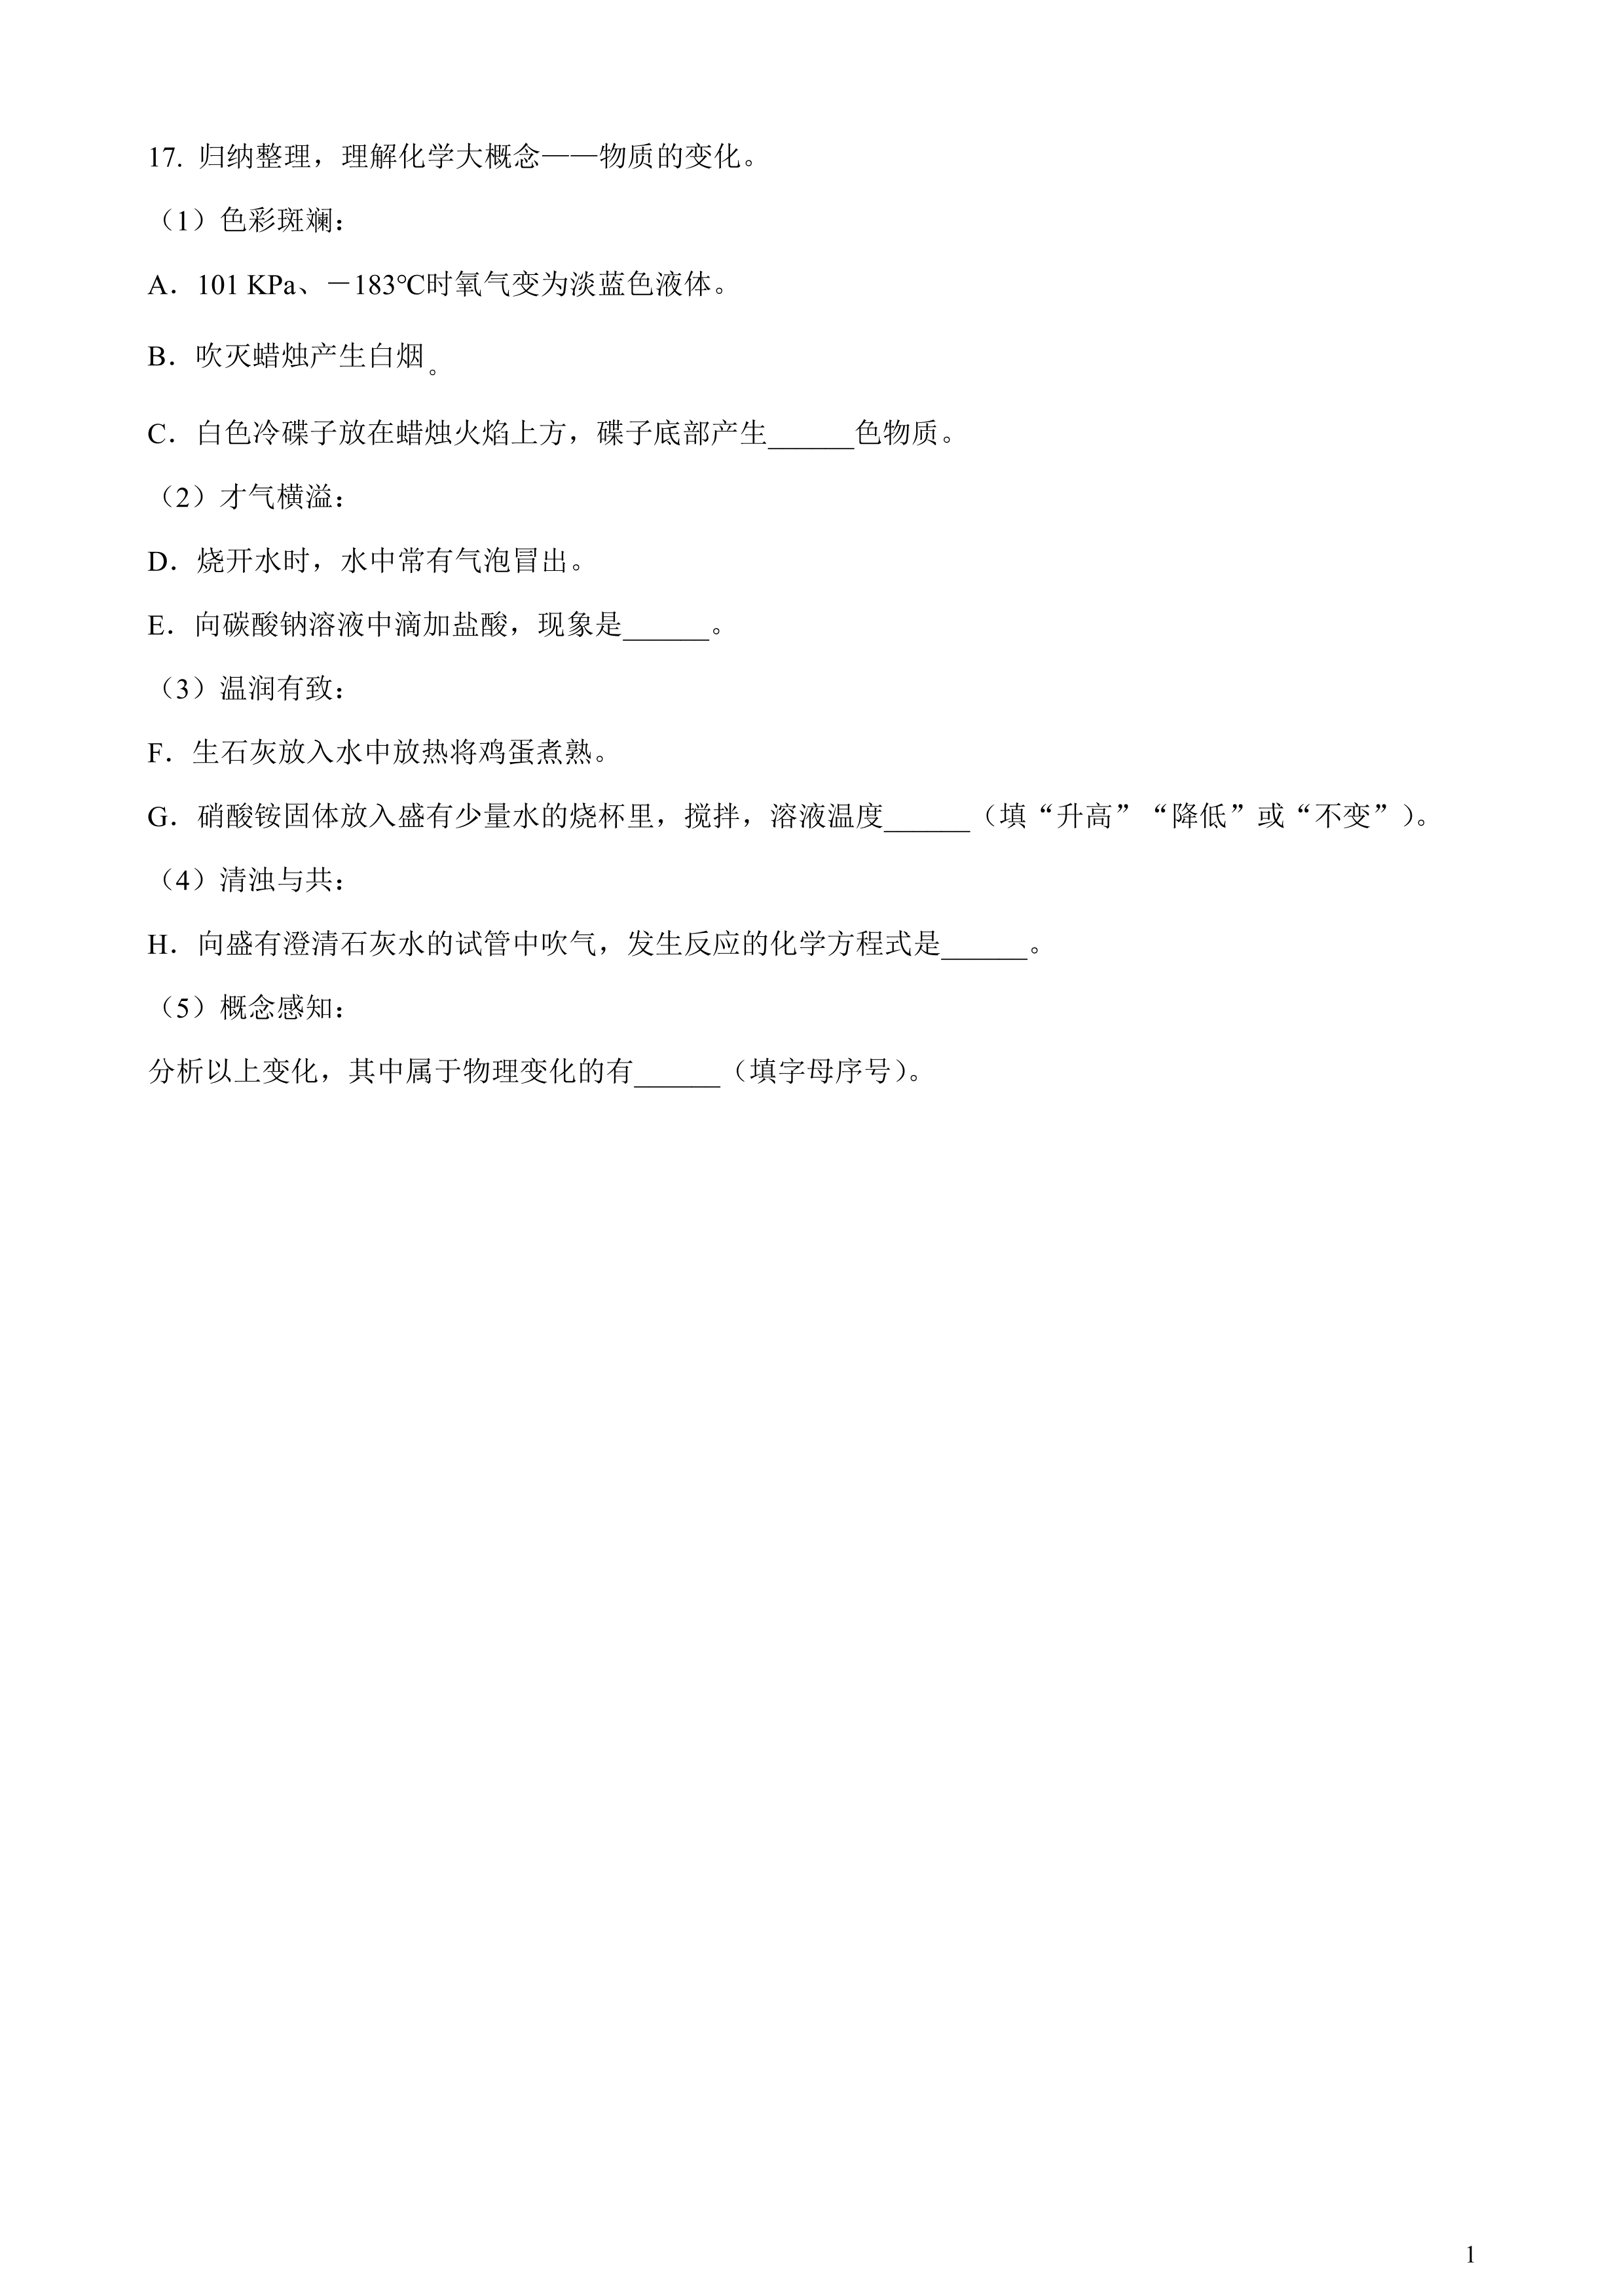 17. 归纳整理，理解化学大概念——物质的变化。
（1）色彩斑斓：
A．101 KPa、－183℃时氧气变为淡蓝色液体。
B．吹灭蜡烛产生白烟。
C．白色冷碟子放在蜡烛火焰上方，碟子底部产生______色物质。
（2）才气横溢：
D．烧开水时，水中常有气泡冒出。
E．向碳酸钠溶液中滴加盐酸，现象是______。
（3）温润有致：
F．生石灰放入水中放热将鸡蛋煮熟。
G．硝酸铵固体放入盛有少量水的烧杯里，搅拌，溶液温度______（填“升高”“降低”或“不变”）。
（4）清浊与共：
H．向盛有澄清石灰水的试管中吹气，发生反应的化学方程式是______。
（5）概念感知：
分析以上变化，其中属于物理变化的有______（填字母序号）。
1